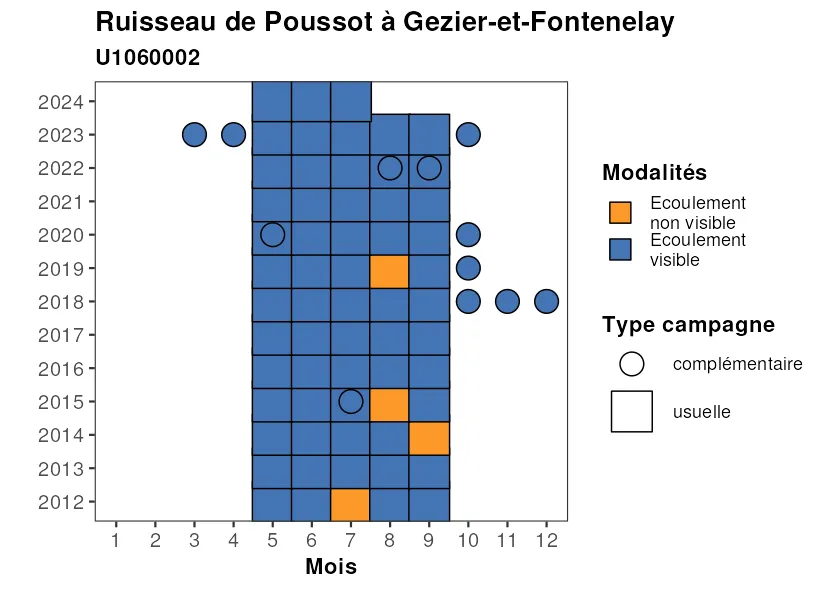 Ruisseau de Poussot à Gezier-et-Fontenelay
U1060002
2024
2023
2022
2021
2020
2019
2018
2017
2016
2015
2014
2013
2012
1 2 3 4 5 6 7 8 9 10 11 12
Mois
Modalités
Ecoulement
non visible
Ecoulement
visible
Type campagne
complémentaire
usuelle